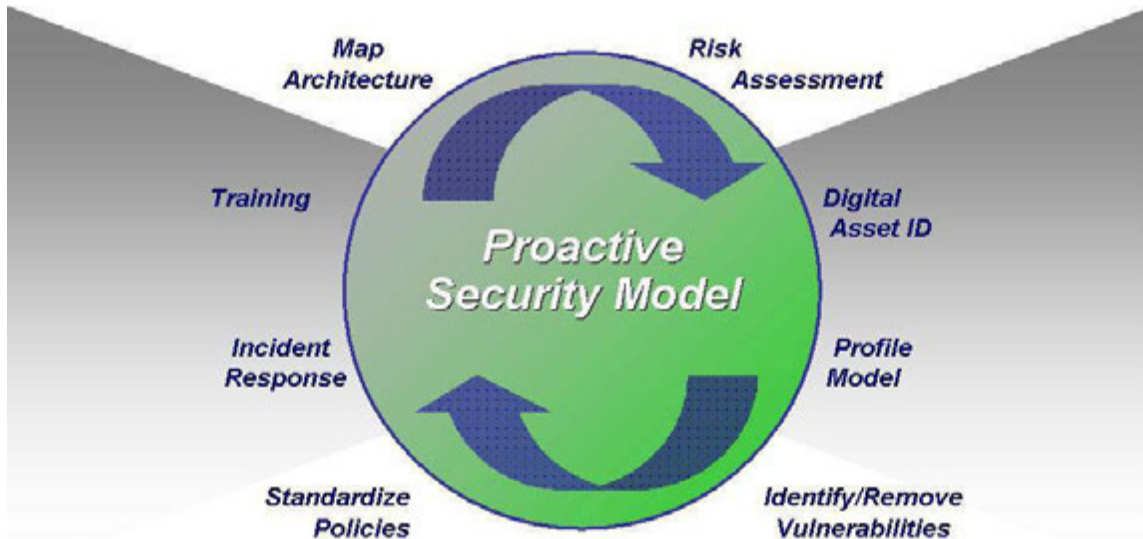 Map
Architecture
Risk
Assessment
Training
Digital
Asset ID
Proactive
Security Model
Incident
Response
Profile
Model
Standardize
Policies
Identify/Remove
Vulnerabilities